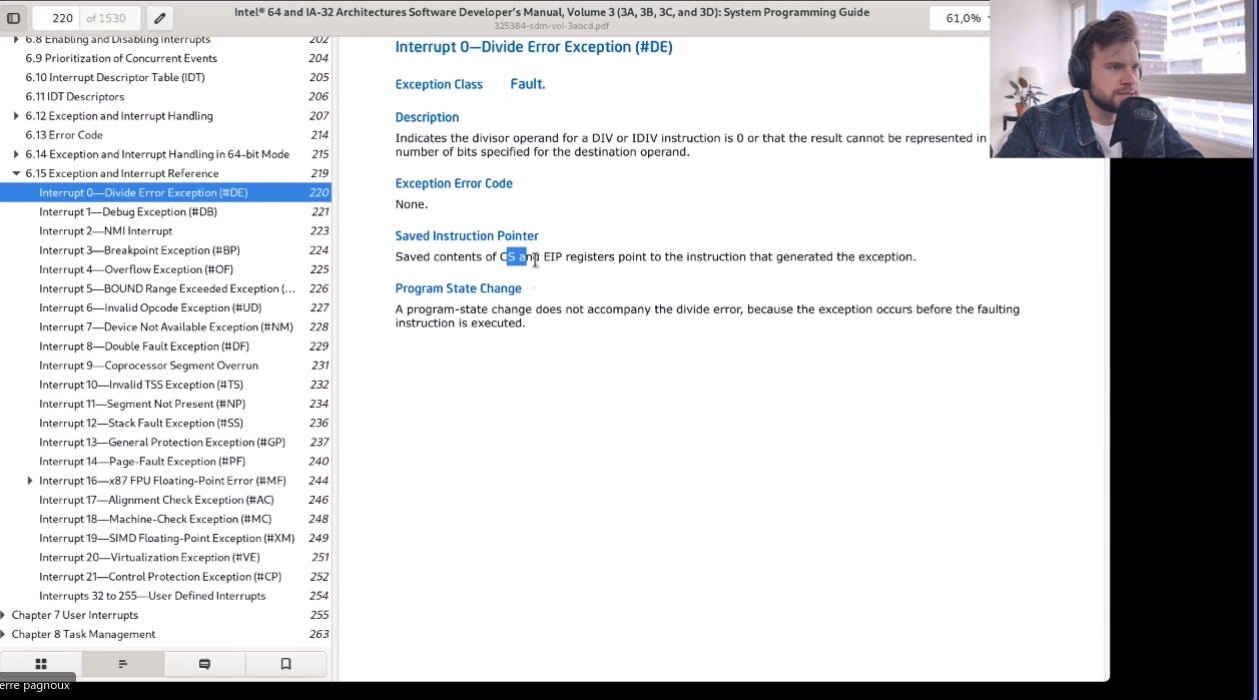 220 of 1530
Intel® 64 and IA-32 Architectures Software Developer's Manual, Volume 3 (3A, 3B, 3C, and 3D): System Programming Guide
325384-sdm-vol-3abcd.pdf
61,0%
6.8 Enabling and Disabling Interrupts 202
6.9 Prioritization of Concurrent Events 204
6.10 Interrupt Descriptor Table (IDT) 205
6.11 IDT Descriptors 206
6.12 Exception and Interrupt Handling 207
6.13 Error Code 214
6.14 Exception and Interrupt Handling in 64-bit Mode 215
6.15 Exception and Interrupt Reference 219
Interrupt 0—Divide Error Exception (#DE) 220
Interrupt 1—Debug Exception (#DB) 221
Interrupt 2—NMI Interrupt 223
Interrupt 3—Breakpoint Exception (#BP) 224
Interrupt 4—Overflow Exception (#OF) 225
Interrupt 5—BOUND Range Exceeded Exception (... 226
Interrupt 6—Invalid Opcode Exception (#UD) 227
Interrupt 7—Device Not Available Exception (#NM) 228
Interrupt 8—Double Fault Exception (#DF) 229
Interrupt 9—Coprocessor Segment Overrun 231
Interrupt 10—Invalid TSS Exception (#TS) 232
Interrupt 11—Segment Not Present (#NP) 234
Interrupt 12—Stack Fault Exception (#SS) 236
Interrupt 13—General Protection Exception (#GP) 237
Interrupt 14—Page-Fault Exception (#PF) 240
Interrupt 16—x87 FPU Floating-Point Error (#MF) 244
Interrupt 17—Alignment Check Exception (#AC) 246
Interrupt 18—Machine-Check Exception (#MC) 248
Interrupt 19—SIMD Floating-Point Exception (#XM) 249
Interrupt 20—Virtualization Exception (#VE) 251
Interrupt 21—Control Protection Exception (#CP) 252
Interrupts 32 to 255—User Defined Interrupts 254
Chapter 7 User Interrupts 255
Chapter 8 Task Management 263
erre pagnoux
Interrupt 0—Divide Error Exception (#DE)
Exception Class Fault.
Description
Indicates the divisor operand for a DIV or IDIV instruction is 0 or that the result cannot be represented in
number of bits specified for the destination operand.
Exception Error Code
None.
Saved Instruction Pointer
Saved contents of CS and EIP registers point to the instruction that generated the exception.
Program State Change
A program-state change does not accompany the divide error, because the exception occurs before the faulting
instruction is executed.